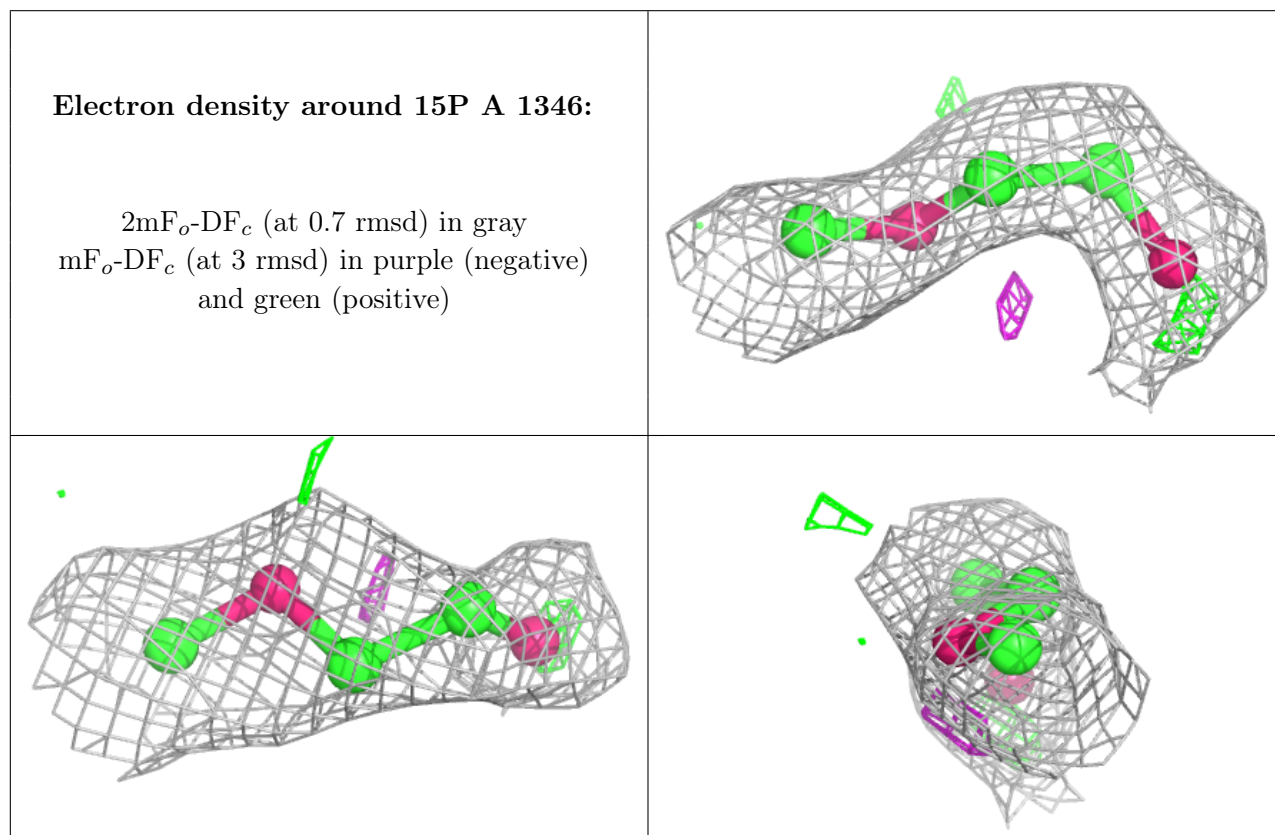 Electron density around 15P A 1346:
2mFo-DFc (at 0.7 rmsd) in gray
mFo-DFc (at 3 rmsd) in purple (negative)
and green (positive)